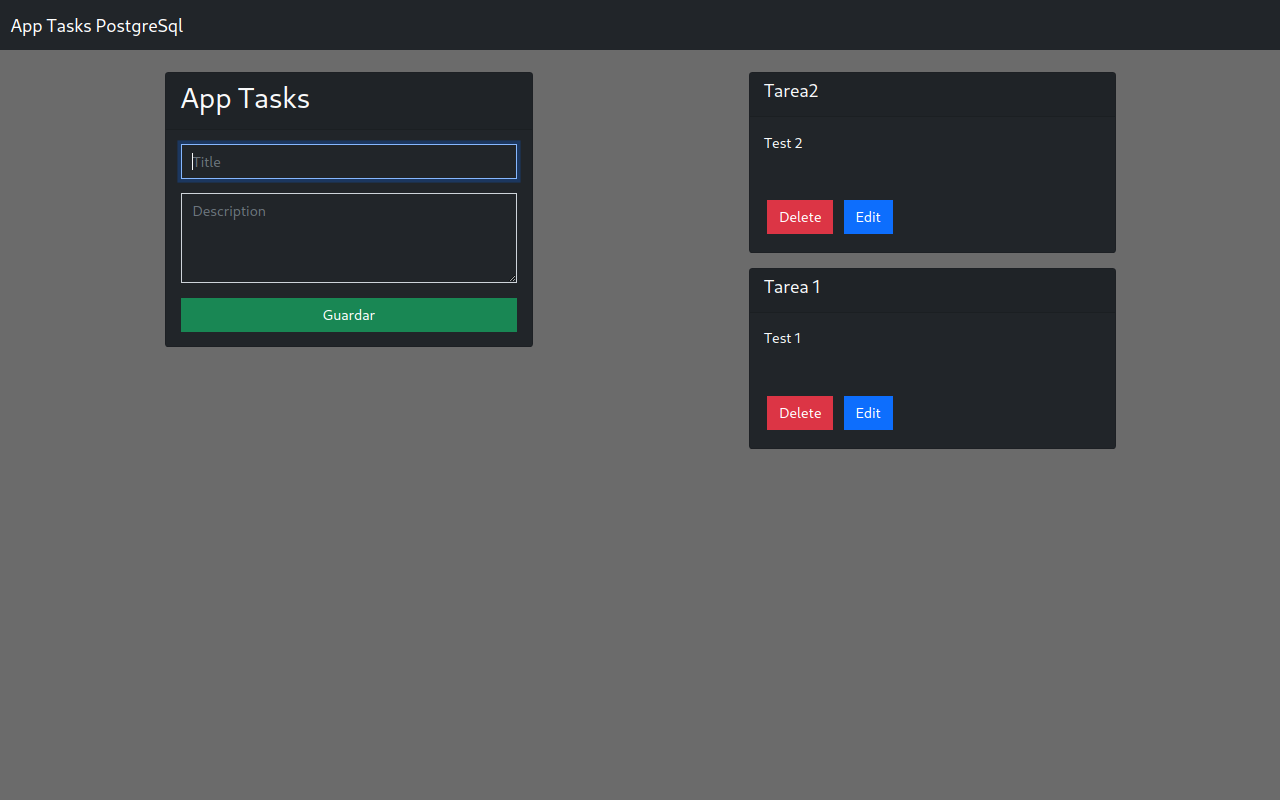 App Tasks PostgreSql
App Tasks
Title
Description
Guardar
Tarea2
Test 2
Delete Edit
Tarea 1
Test 1
Delete Edit